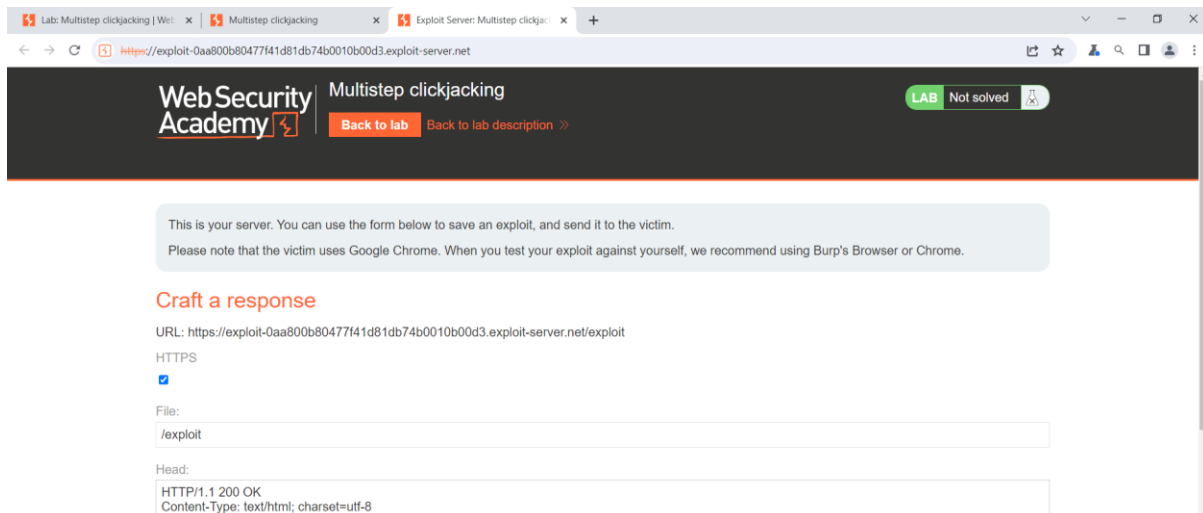 Lab: Multistep clickjacking | Web
Multistep clickjacking
Exploit Server: Multistep clickjac
https://exploit-0aa800b80477f41d81db74b0010b00d3.exploit-server.net
WebSecurity
Academy
Multistep clickjacking
Back to lab
Back to lab description
LAB
Not solved
This is your server. You can use the form below to save an exploit, and send it to the victim.
Please note that the victim uses Google Chrome. When you test your exploit against yourself, we recommend using Burp's Browser or Chrome.
Craft a response
URL: https://exploit-0aa800b80477f41d81db74b0010b00d3.exploit-server.net/exploit
HTTPS
File:
/exploit
Head:
HTTP/1.1 200 OK
Content-Type: text/html; charset=utf-8